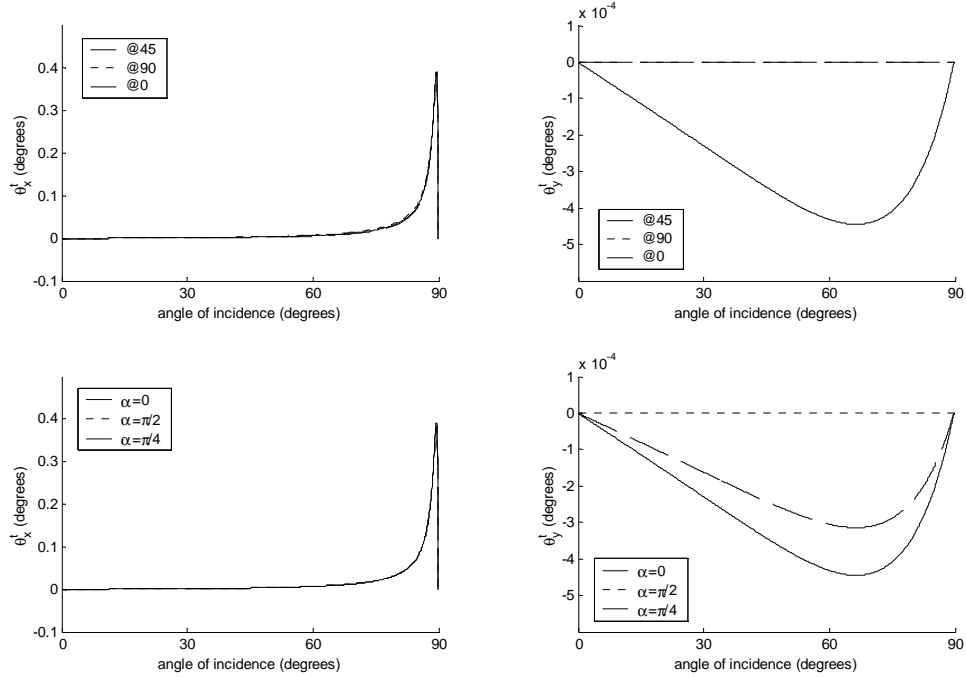 @45
@90
@0
0.4
0.3
0.2
0.1
0
-0.1
θ_x^t (degrees)
0 30 60 90
angle of incidence (degrees)
x 10^-4
1
0
-1
-2
-3
-4
-5
θ_y^t (degrees)
@45
@90
@0
0 30 60 90
angle of incidence (degrees)
α=0
α=π/2
α=π/4
0.4
0.3
0.2
0.1
0
-0.1
θ_x^t (degrees)
0 30 60 90
angle of incidence (degrees)
x 10^-4
1
0
-1
-2
-3
-4
-5
θ_y^t (degrees)
α=0
α=π/2
α=π/4
0 30 60 90
angle of incidence (degrees)